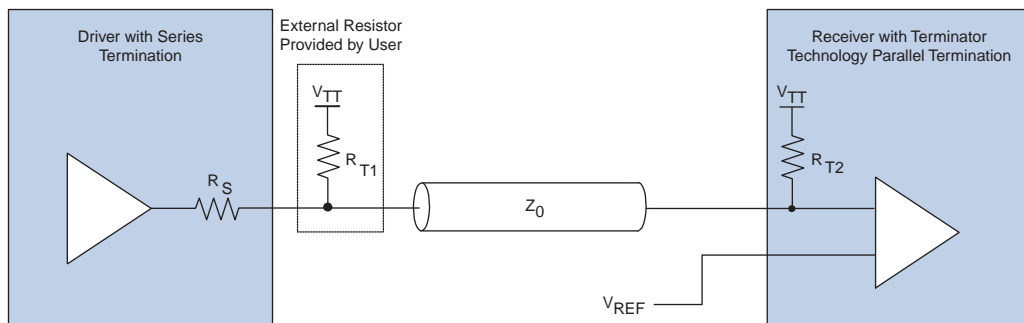 Driver with Series
Termination
External Resistor
Provided by User
Receiver with Terminator
Technology Parallel Termination
VTT
VTT
RT1
RT2
RS
Z0
VREF